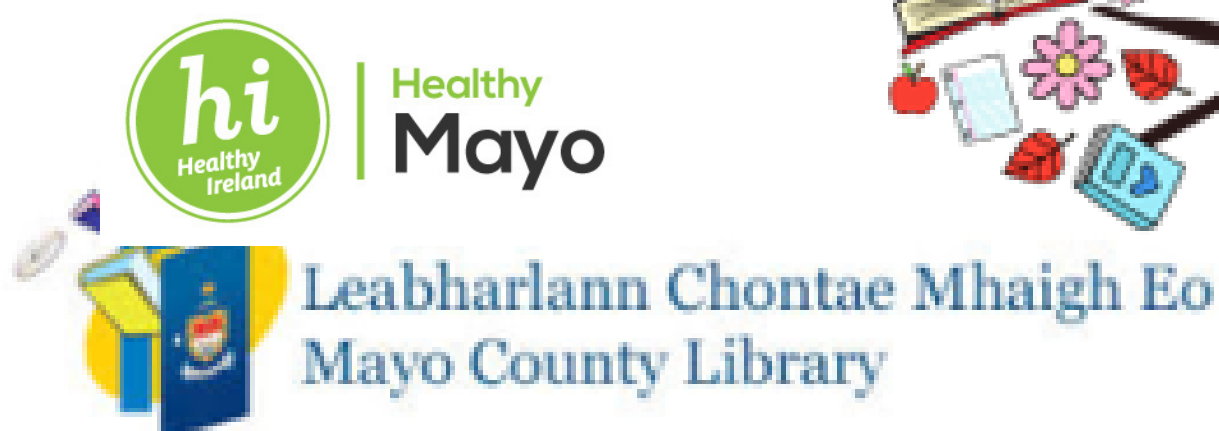 hi
Healthy
Ireland
Healthy
Mayo
Leabharlann Chontae Mhaigh Eo
Mayo County Library